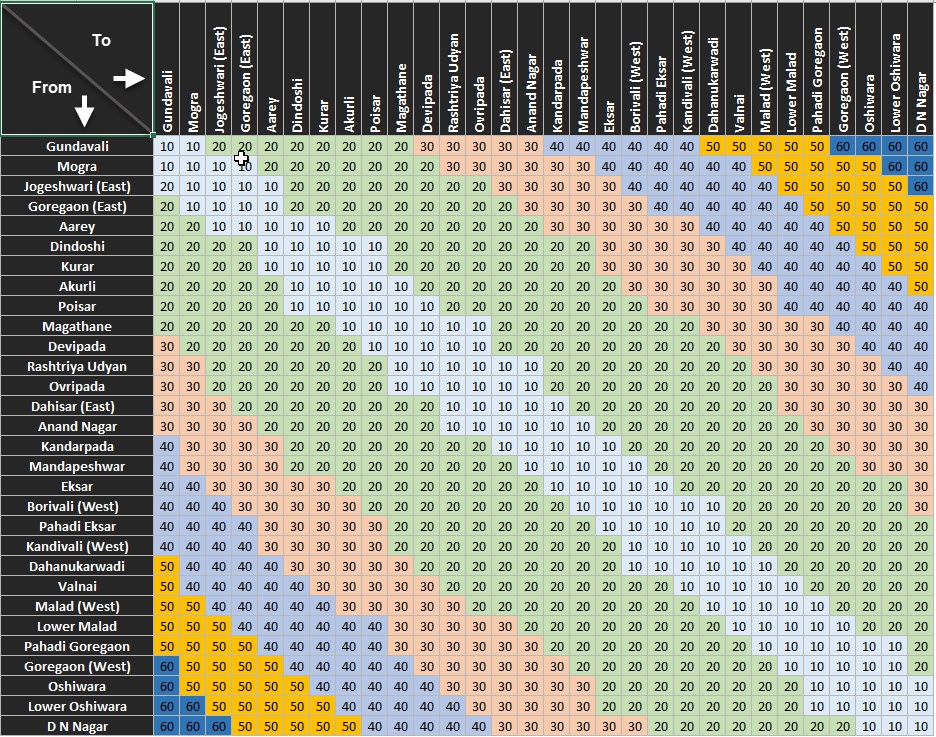 To
From
Gundavali
Mogra
Jogeshwari (East)
Goregaon (East)
Aarey
Dindoshi
Kurar
Akurli
Poisar
Magathane
Devipada
Rashtriya Udyan
Ovripada
Dahisar (East)
Anand Nagar
Kandarpada
Mandapeshwar
Eksar
Borivali (West)
Pahadi Eksar
Kandivali (West)
Dahanukarwadi
Valnai
Malad (West)
Lower Malad
Pahadi Goregaon
Goregaon (West)
Oshiwara
Lower Oshiwara
D N Nagar
Gundavali 10 10 20 20 20 20 20 20 20 20 30 30 30 30 30 40 40 40 40 40 40 50 50 50 50 50 60 60 60 60
Mogra 10 10 10 10 20 20 20 20 20 20 20 30 30 30 30 30 30 40 40 40 40 40 40 50 50 50 50 50 60 60
Jogeshwari (East) 20 10 10 10 10 20 20 20 20 20 20 20 20 30 30 30 30 30 40 40 40 40 40 40 50 50 50 50 50 60
Goregaon (East) 20 10 10 10 10 20 20 20 20 20 20 20 20 20 30 30 30 30 30 40 40 40 40 40 40 50 50 50 50 50
Aarey 20 20 10 10 10 10 10 20 20 20 20 20 20 20 20 30 30 30 30 30 30 40 40 40 40 40 50 50 50 50
Dindoshi 20 20 20 20 10 10 10 10 10 20 20 20 20 20 20 20 20 30 30 30 30 30 40 40 40 40 40 50 50 50
Kurar 20 20 20 20 10 10 10 10 10 20 20 20 20 20 20 20 20 30 30 30 30 30 30 40 40 40 40 40 50 50
Akurli 20 20 20 20 20 10 10 10 10 10 20 20 20 20 20 20 20 20 30 30 30 30 30 30 40 40 40 40 40 50
Poisar 20 20 20 20 20 10 10 10 10 10 10 20 20 20 20 20 20 20 20 30 30 30 30 30 40 40 40 40 40 40
Magathane 20 20 20 20 20 20 20 10 10 10 10 10 10 20 20 20 20 20 20 20 20 30 30 30 30 30 40 40 40 40
Devipada 30 20 20 20 20 20 20 20 10 10 10 10 10 20 20 20 20 20 20 20 20 20 30 30 30 30 30 40 40 40
Rashtriya Udyan 30 30 20 20 20 20 20 20 20 10 10 10 10 10 10 20 20 20 20 20 20 20 20 30 30 30 30 30 40 40
Ovripada 30 30 20 20 20 20 20 20 20 10 10 10 10 10 10 20 20 20 20 20 20 20 20 20 30 30 30 30 30 40
Dahisar (East) 30 30 30 20 20 20 20 20 20 20 20 10 10 10 10 10 20 20 20 20 20 20 20 20 30 30 30 30 30 30
Anand Nagar 30 30 30 30 20 20 20 20 20 20 20 10 10 10 10 10 10 20 20 20 20 20 20 20 20 30 30 30 30 30
Kandarpada 40 30 30 30 30 20 20 20 20 20 20 20 20 10 10 10 10 10 20 20 20 20 20 20 20 20 30 30 30 30
Mandapeshwar 40 30 30 30 30 20 20 20 20 20 20 20 20 20 10 10 10 10 10 20 20 20 20 20 20 20 20 30 30 30
Eksar 40 40 30 30 30 30 30 20 20 20 20 20 20 20 20 10 10 10 10 10 20 20 20 20 20 20 20 20 20 30
Borivali (West) 40 40 40 30 30 30 30 30 20 20 20 20 20 20 20 20 10 10 10 10 10 10 20 20 20 20 20 20 20 30
Pahadi Eksar 40 40 40 40 30 30 30 30 30 20 20 20 20 20 20 20 20 10 10 10 10 10 20 20 20 20 20 20 20 20
Kandivali (West) 40 40 40 40 30 30 30 30 30 20 20 20 20 20 20 20 20 20 10 10 10 10 10 20 20 20 20 20 20 20
Dahanukarwadi 50 40 40 40 40 30 30 30 30 30 20 20 20 20 20 20 20 20 10 10 10 10 10 20 20 20 20 20 20 20
Valnai 50 40 40 40 40 40 30 30 30 30 30 20 20 20 20 20 20 20 20 20 10 10 10 10 10 20 20 20 20 20
Malad (West) 50 50 40 40 40 40 40 30 30 30 30 30 20 20 20 20 20 20 20 20 20 10 10 10 10 10 20 20 20 20
Lower Malad 50 50 50 40 40 40 40 40 40 30 30 30 30 30 20 20 20 20 20 20 20 20 10 10 10 10 10 20 20 20
Pahadi Goregaon 50 50 50 50 40 40 40 40 40 30 30 30 30 30 30 20 20 20 20 20 20 20 20 10 10 10 10 10 10 20
Goregaon (West) 60 50 50 50 50 40 40 40 40 40 30 30 30 30 30 30 20 20 20 20 20 20 20 20 10 10 10 10 10 20
Oshiwara 60 50 50 50 50 50 40 40 40 40 40 30 30 30 30 30 20 20 20 20 20 20 20 20 20 10 10 10 10 10
Lower Oshiwara 60 60 50 50 50 50 50 40 40 40 40 40 30 30 30 30 30 20 20 20 20 20 20 20 20 10 10 10 10 10
D N Nagar 60 60 60 50 50 50 50 50 40 40 40 40 40 30 30 30 30 30 30 20 20 20 20 20 20 20 20 10 10 10